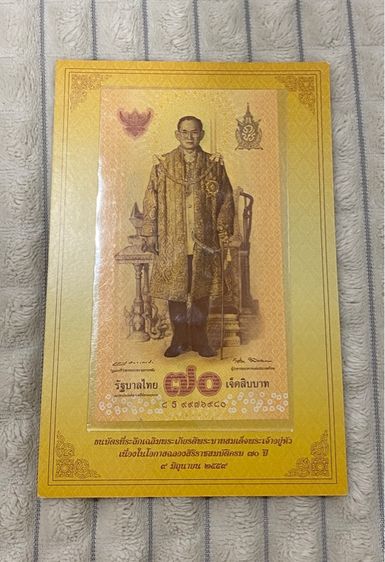 รัฐบาลไทย ๗๐ เจ็ดสิบบาท
ธนบัตรที่ระลึกเฉลิมพระเกียรติพระบาทสมเด็จพระเจ้าอยู่หัว
เนื่องในโอกาสฉลองสิริราชสมบัติครบ ๗๐ ปี
๙ มิถุนายน ๒๕๕๙